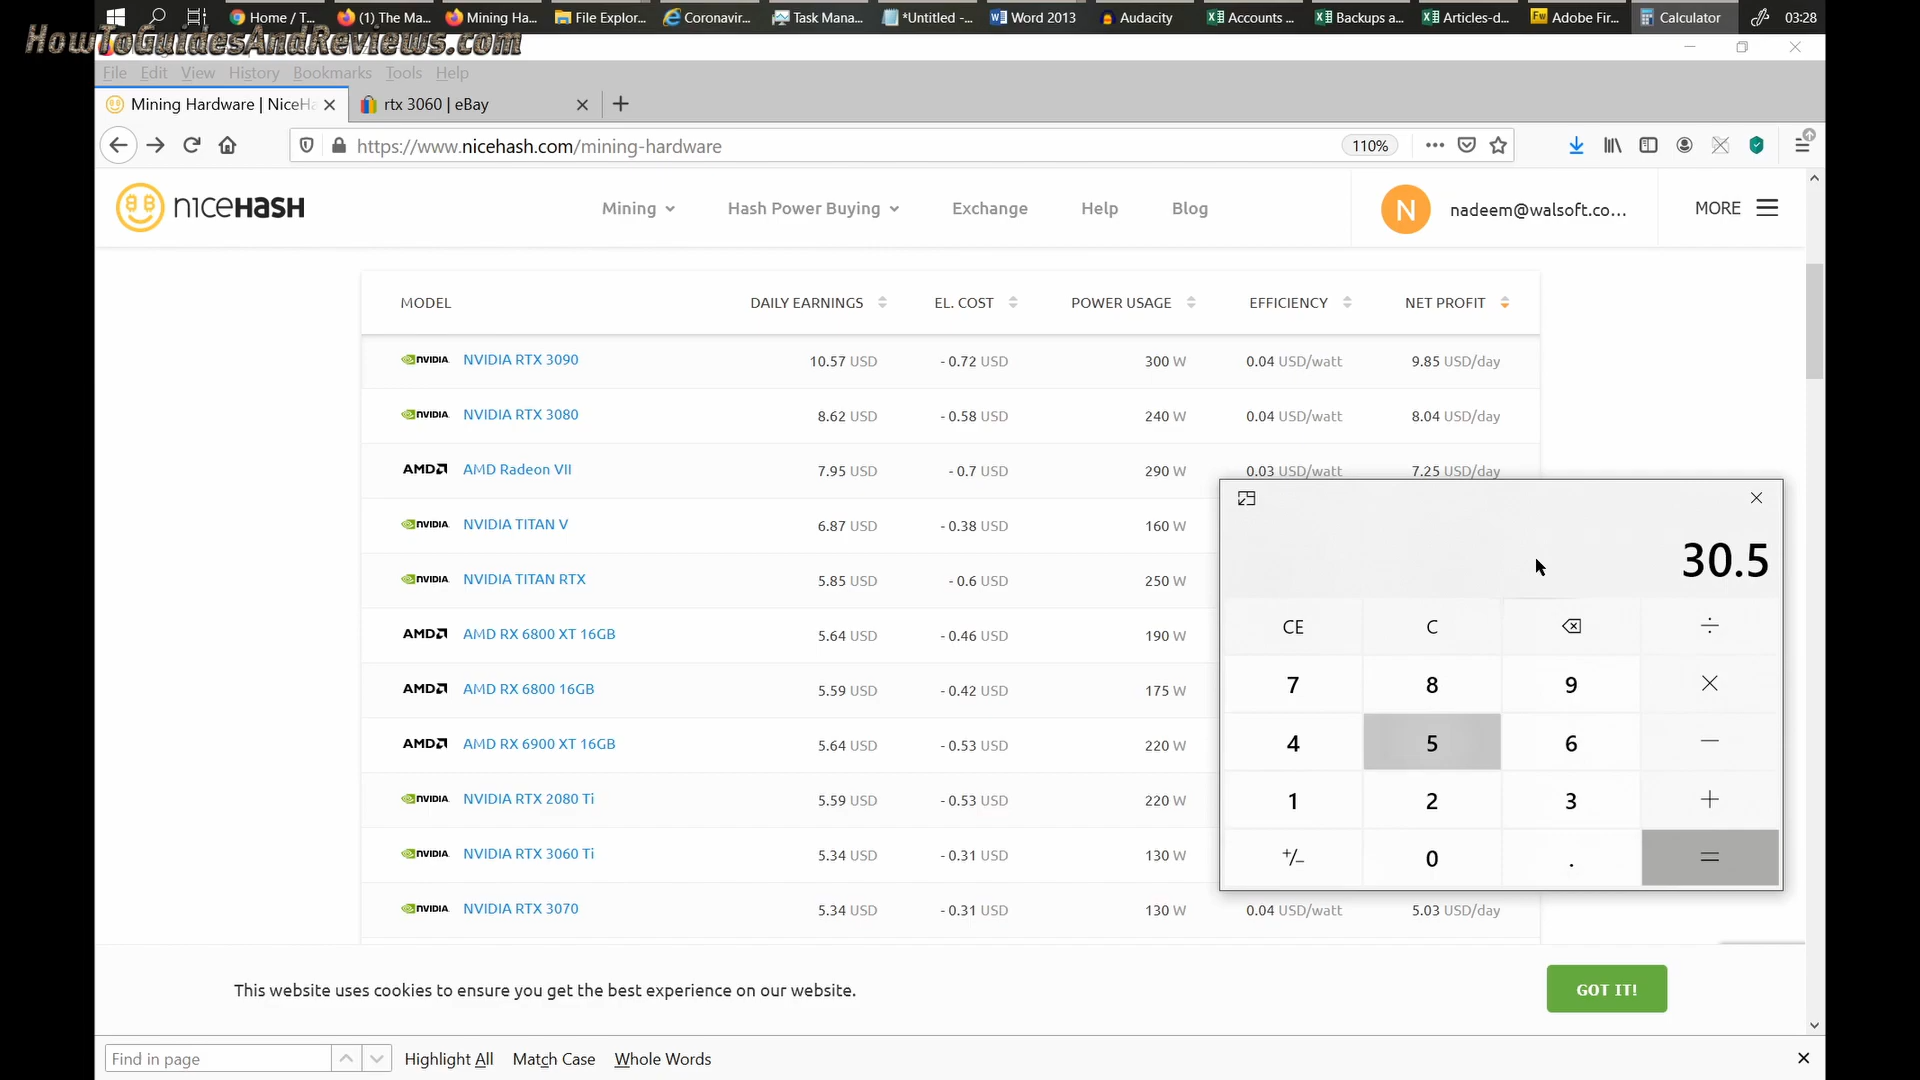 Home / T...
(1) The Ma...
Mining Ha...
File Explor...
Coronavir...
Task Mana...
*Untitled -...
Word 2013
Audacity
Accounts ...
Backups a...
Articles-d...
Adobe Fir...
Calculator
03:28
HowToGuidesAndReviews.com
File Edit View History Bookmarks Tools Help
Mining Hardware | NiceHa
rtx 3060 | eBay
https://www.nicehash.com/mining-hardware
110%
NICEHASH
Mining
Hash Power Buying
Exchange
Help
Blog
N
nadeem@walsoft.co...
MORE
MODEL DAILY EARNINGS EL. COST POWER USAGE EFFICIENCY NET PROFIT
NVIDIA NVIDIA RTX 3090 10.57 USD - 0.72 USD 300 W 0.04 USD/watt 9.85 USD/day
NVIDIA NVIDIA RTX 3080 8.62 USD - 0.58 USD 240 W 0.04 USD/watt 8.04 USD/day
AMD AMD Radeon VII 7.95 USD - 0.7 USD 290 W 0.03 USD/watt 7.25 USD/day
NVIDIA NVIDIA TITAN V 6.87 USD - 0.38 USD 160 W
NVIDIA NVIDIA TITAN RTX 5.85 USD - 0.6 USD 250 W
AMD AMD RX 6800 XT 16GB 5.64 USD - 0.46 USD 190 W
AMD AMD RX 6800 16GB 5.59 USD - 0.42 USD 175 W
AMD AMD RX 6900 XT 16GB 5.64 USD - 0.53 USD 220 W
NVIDIA NVIDIA RTX 2080 Ti 5.59 USD - 0.53 USD 220 W
NVIDIA NVIDIA RTX 3060 Ti 5.34 USD - 0.31 USD 130 W
NVIDIA NVIDIA RTX 3070 5.34 USD - 0.31 USD 130 W 0.04 USD/watt 5.03 USD/day
30.5
CE C ÷
7 8 9 ×
4 5 6 −
1 2 3 +
+/− 0 . =
This website uses cookies to ensure you get the best experience on our website.
GOT IT!
Find in page
Highlight All
Match Case
Whole Words